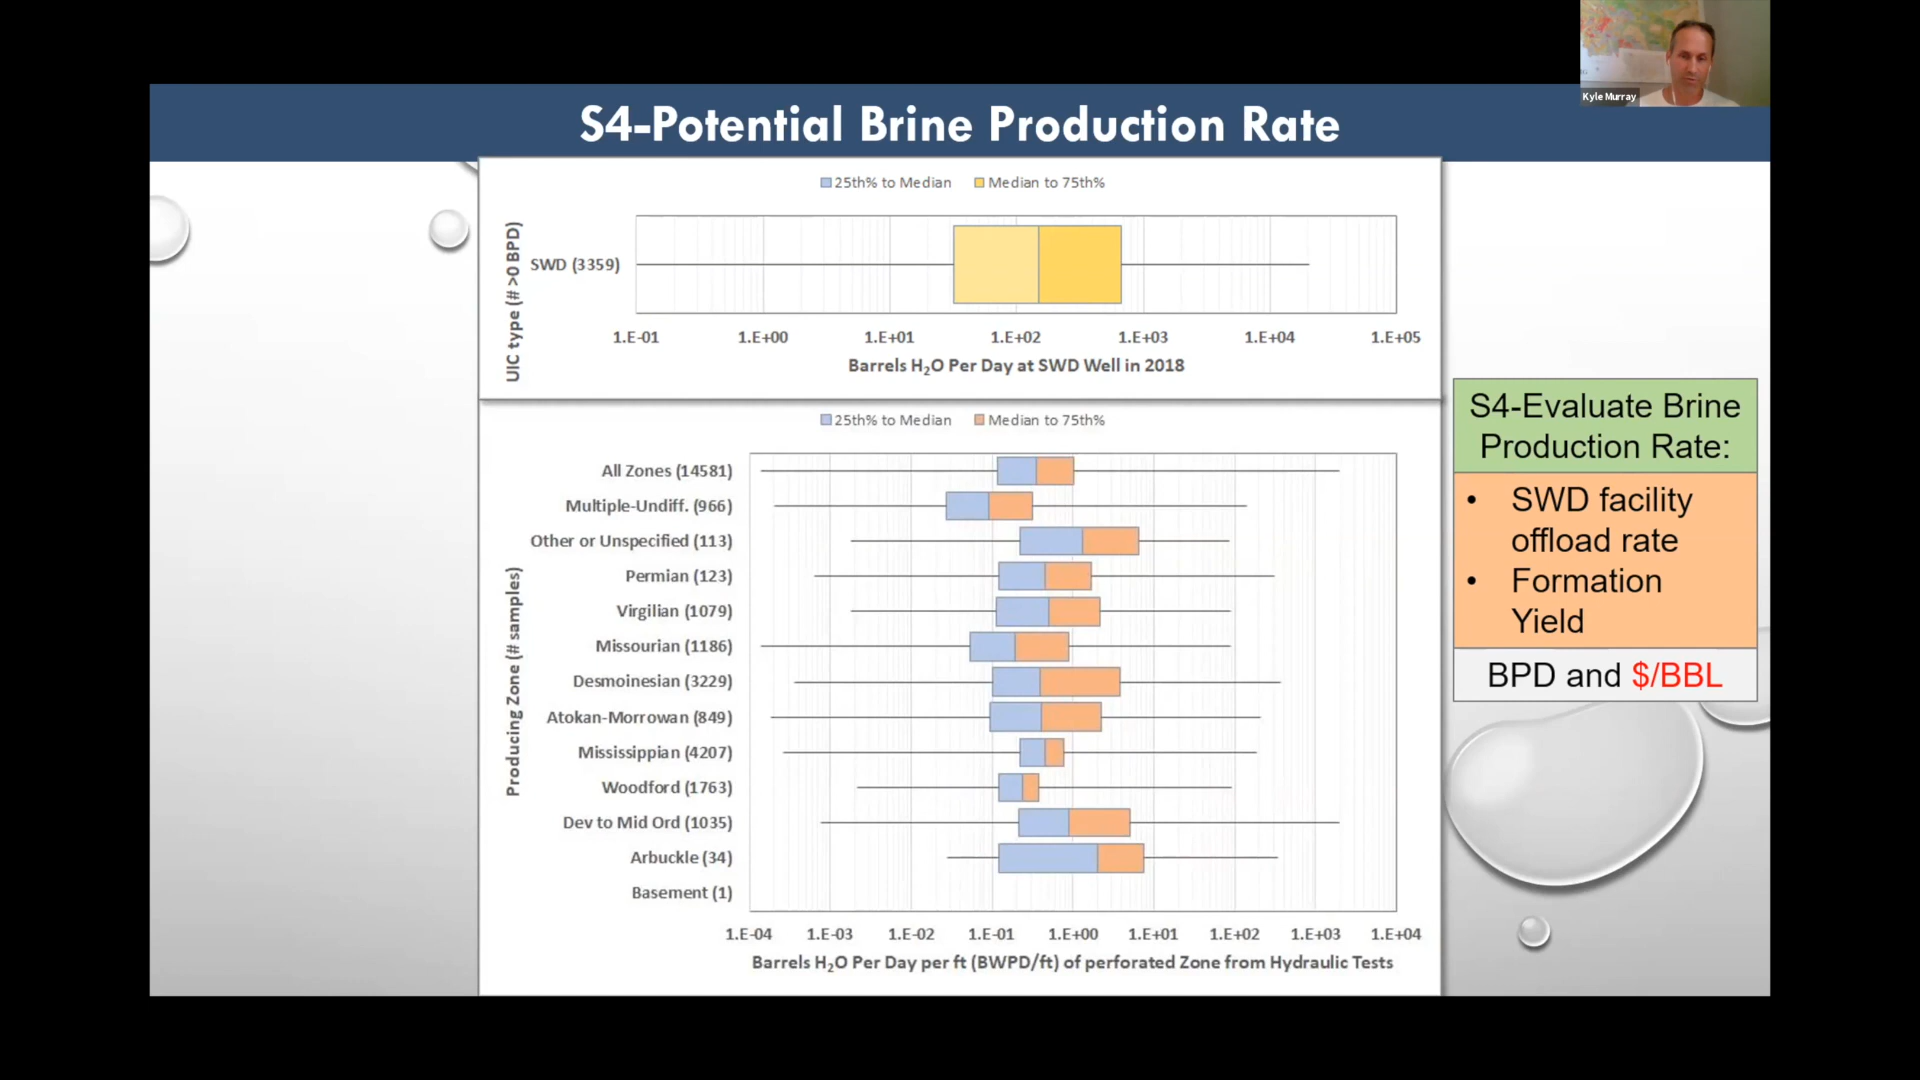 Kyle Murray
S4-Potential Brine Production Rate
25th% to Median
Median to 75th%
UIC type (# >0 BPD)
SWD (3359)
1.E-01
1.E+00
1.E+01
1.E+02
1.E+03
1.E+04
1.E+05
Barrels H2O Per Day at SWD Well in 2018
25th% to Median
Median to 75th%
Producing Zone (# samples)
All Zones (14581)
Multiple-Undiff. (966)
Other or Unspecified (113)
Permian (123)
Virgilian (1079)
Missourian (1186)
Desmoinesian (3229)
Atokan-Morrowan (849)
Mississippian (4207)
Woodford (1763)
Dev to Mid Ord (1035)
Arbuckle (34)
Basement (1)
1.E-04
1.E-03
1.E-02
1.E-01
1.E+00
1.E+01
1.E+02
1.E+03
1.E+04
Barrels H2O Per Day per ft (BWPD/ft) of perforated Zone from Hydraulic Tests
S4-Evaluate Brine
Production Rate:
• SWD facility
offload rate
• Formation
Yield
BPD and $/BBL